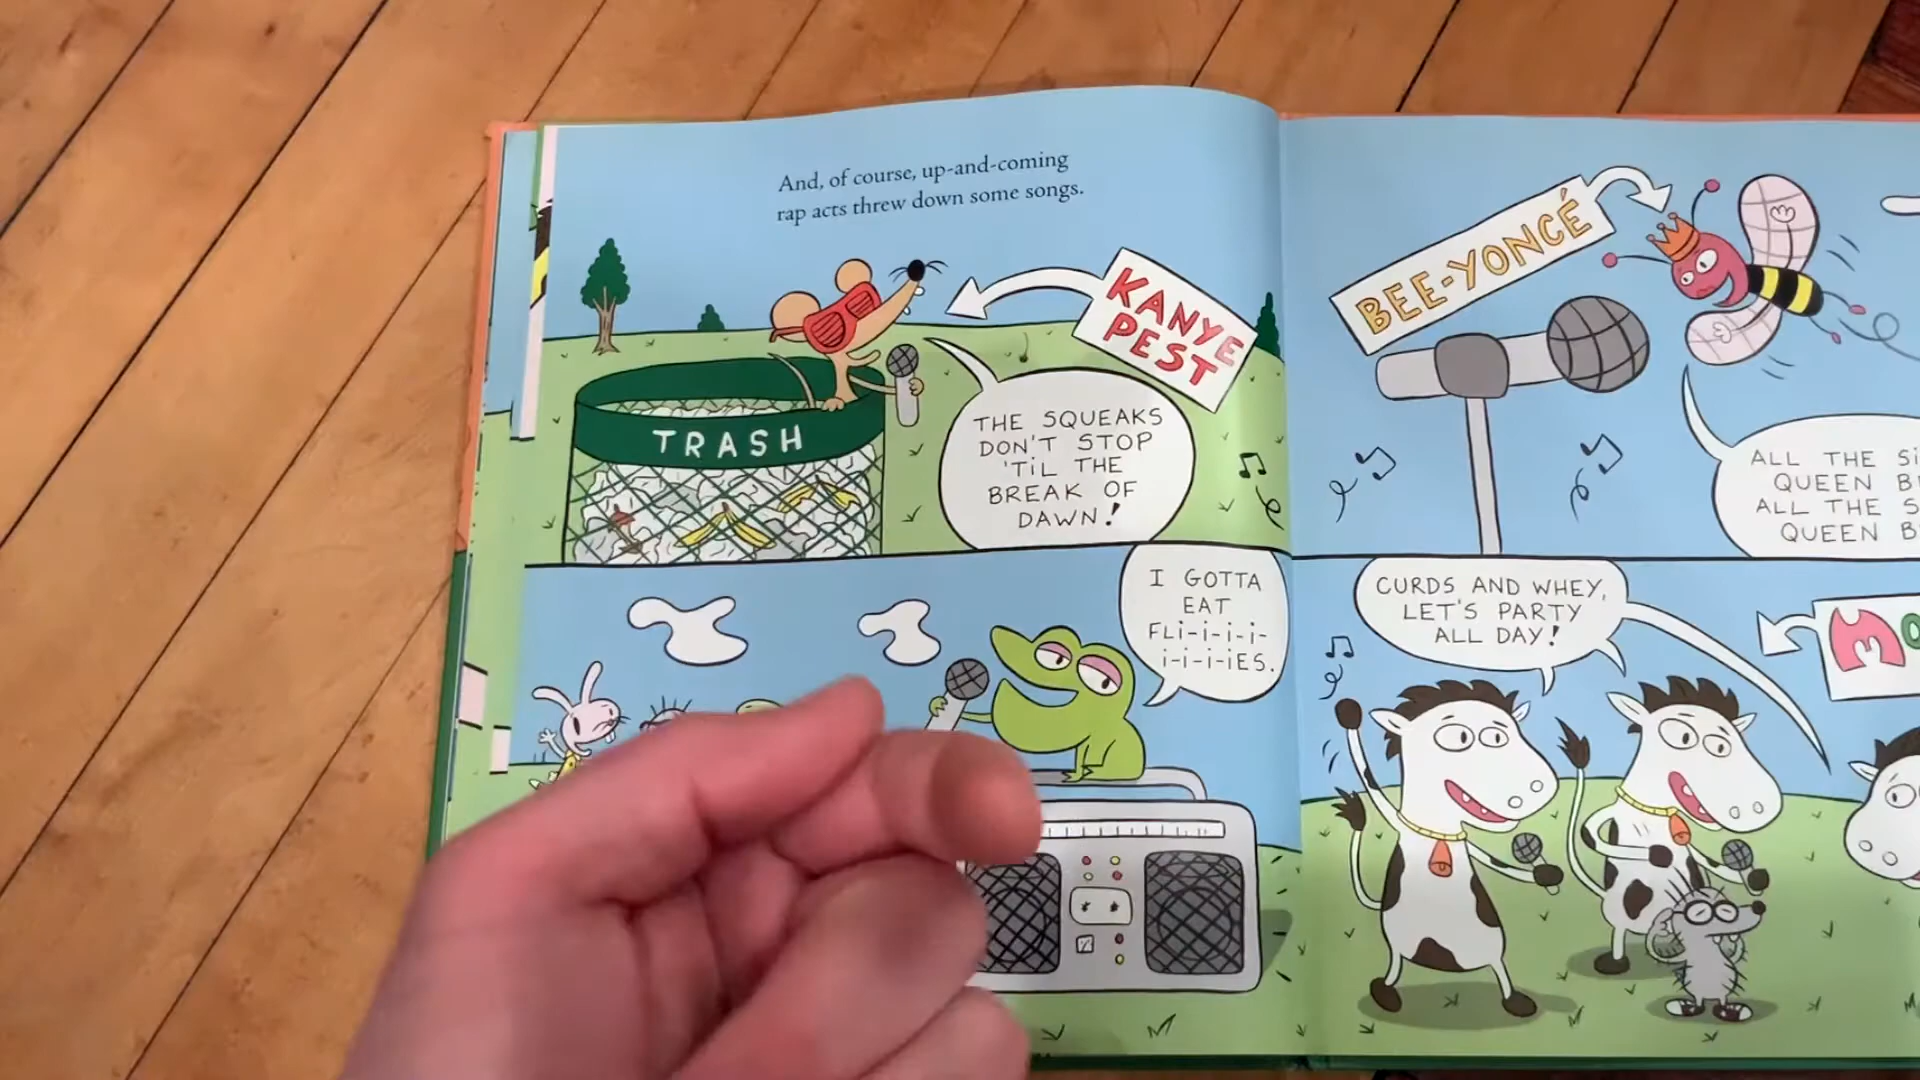 And, of course, up-and-coming
rap acts threw down some songs.
KANYE
PEST
TRASH
THE SQUEAKS
DON'T STOP
'TIL THE
BREAK OF
DAWN!
BEE-YONCÉ
ALL THE
QUEEN
ALL THE
QUEEN
I GOTTA
EAT
FLi-i-i-i-
i-i-i-iES.
CURDS AND WHEY,
LET'S PARTY
ALL DAY!